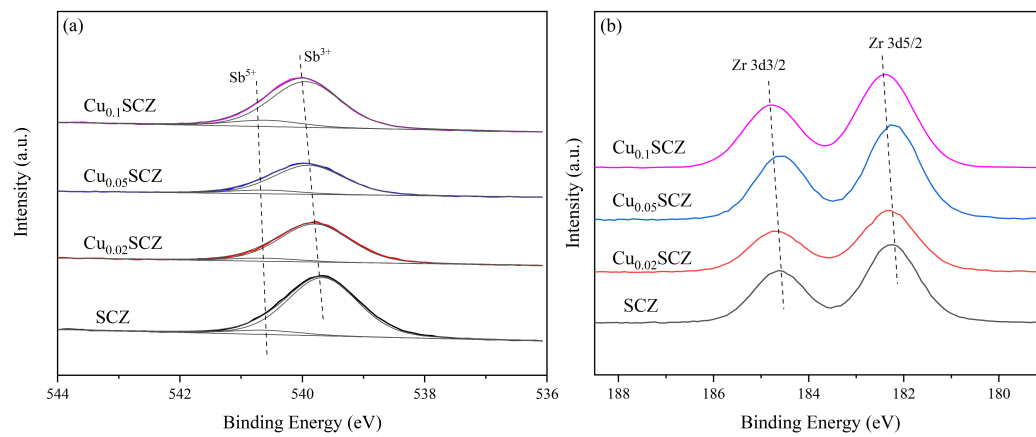 (a)
Sb5+
Sb3+
Cu0.1SCZ
Cu0.05SCZ
Cu0.02SCZ
SCZ
Intensity (a.u.)
544
542
540
538
536
Binding Energy (eV)
(b)
Zr 3d3/2
Zr 3d5/2
Cu0.1SCZ
Cu0.05SCZ
Cu0.02SCZ
SCZ
Intensity (a.u.)
188
186
184
182
180
Binding Energy (eV)